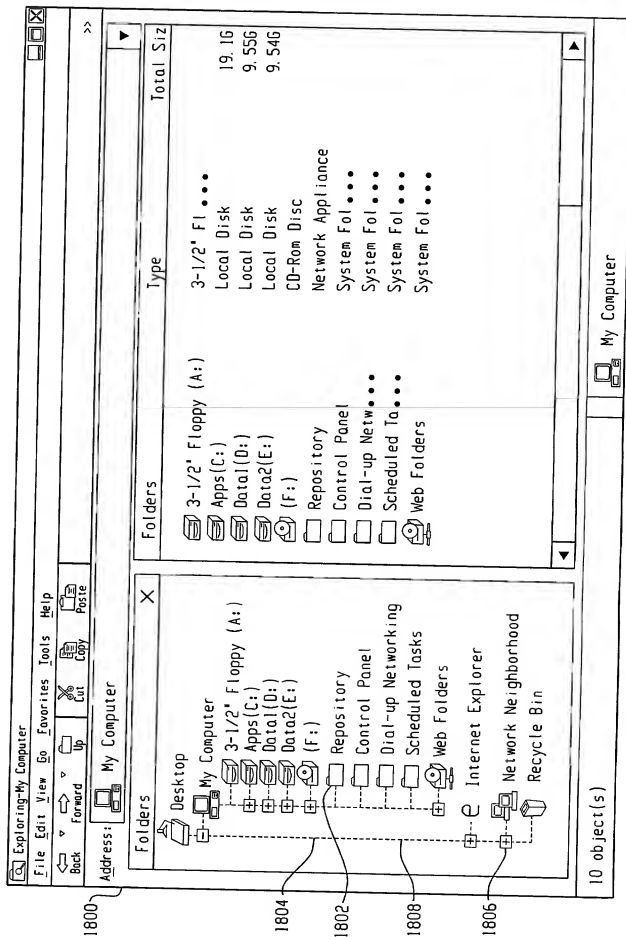 Exploring-My Computer
File Edit View Go Favorites Tools Help
Back Forward Up Cut Copy Paste >>
Address: My Computer
Folders X
Desktop
My Computer
3-1/2" Floppy (A:)
Apps(C:)
Data1(D:)
Data2(E:)
(F:)
Repository
Control Panel
Dial-up Networking
Scheduled Tasks
Web Folders
Internet Explorer
Network Neighborhood
Recycle Bin
Folders Type Total Siz
3-1/2" Floppy (A:) 3-1/2" Fl...
Apps(C:) Local Disk 19.1G
Data1(D:) Local Disk 9.55G
Data2(E:) Local Disk 9.54G
(F:) CD-Rom Disc
Repository Network Appliance
Control Panel System Fol...
Dial-up Netw... System Fol...
Scheduled Ta... System Fol...
Web Folders System Fol...
10 object(s) My Computer
1800
1804
1802
1808
1806